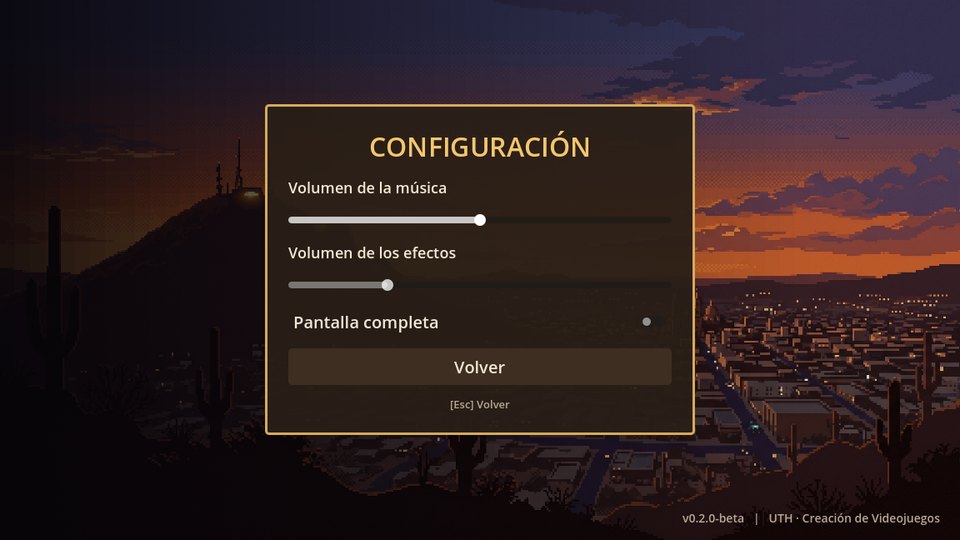 CONFIGURACIÓN
Volumen de la música
Volumen de los efectos
Pantalla completa
Volver
[Esc] Volver
v0.2.0-beta | UTH · Creación de Videojuegos